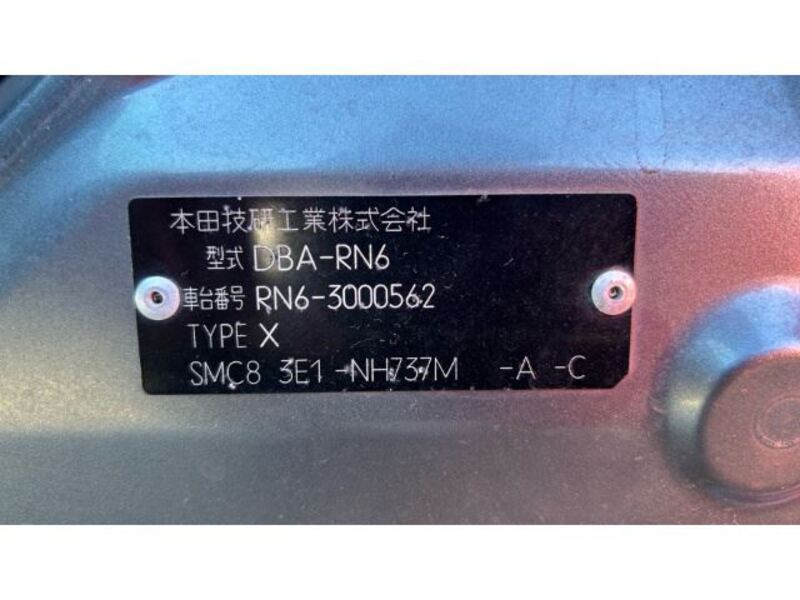 本田技研工業株式会社
型式 DBA-RN6
車台番号 RN6-3000562
TYPE X
SMC8 3E1-NH737M -A -C